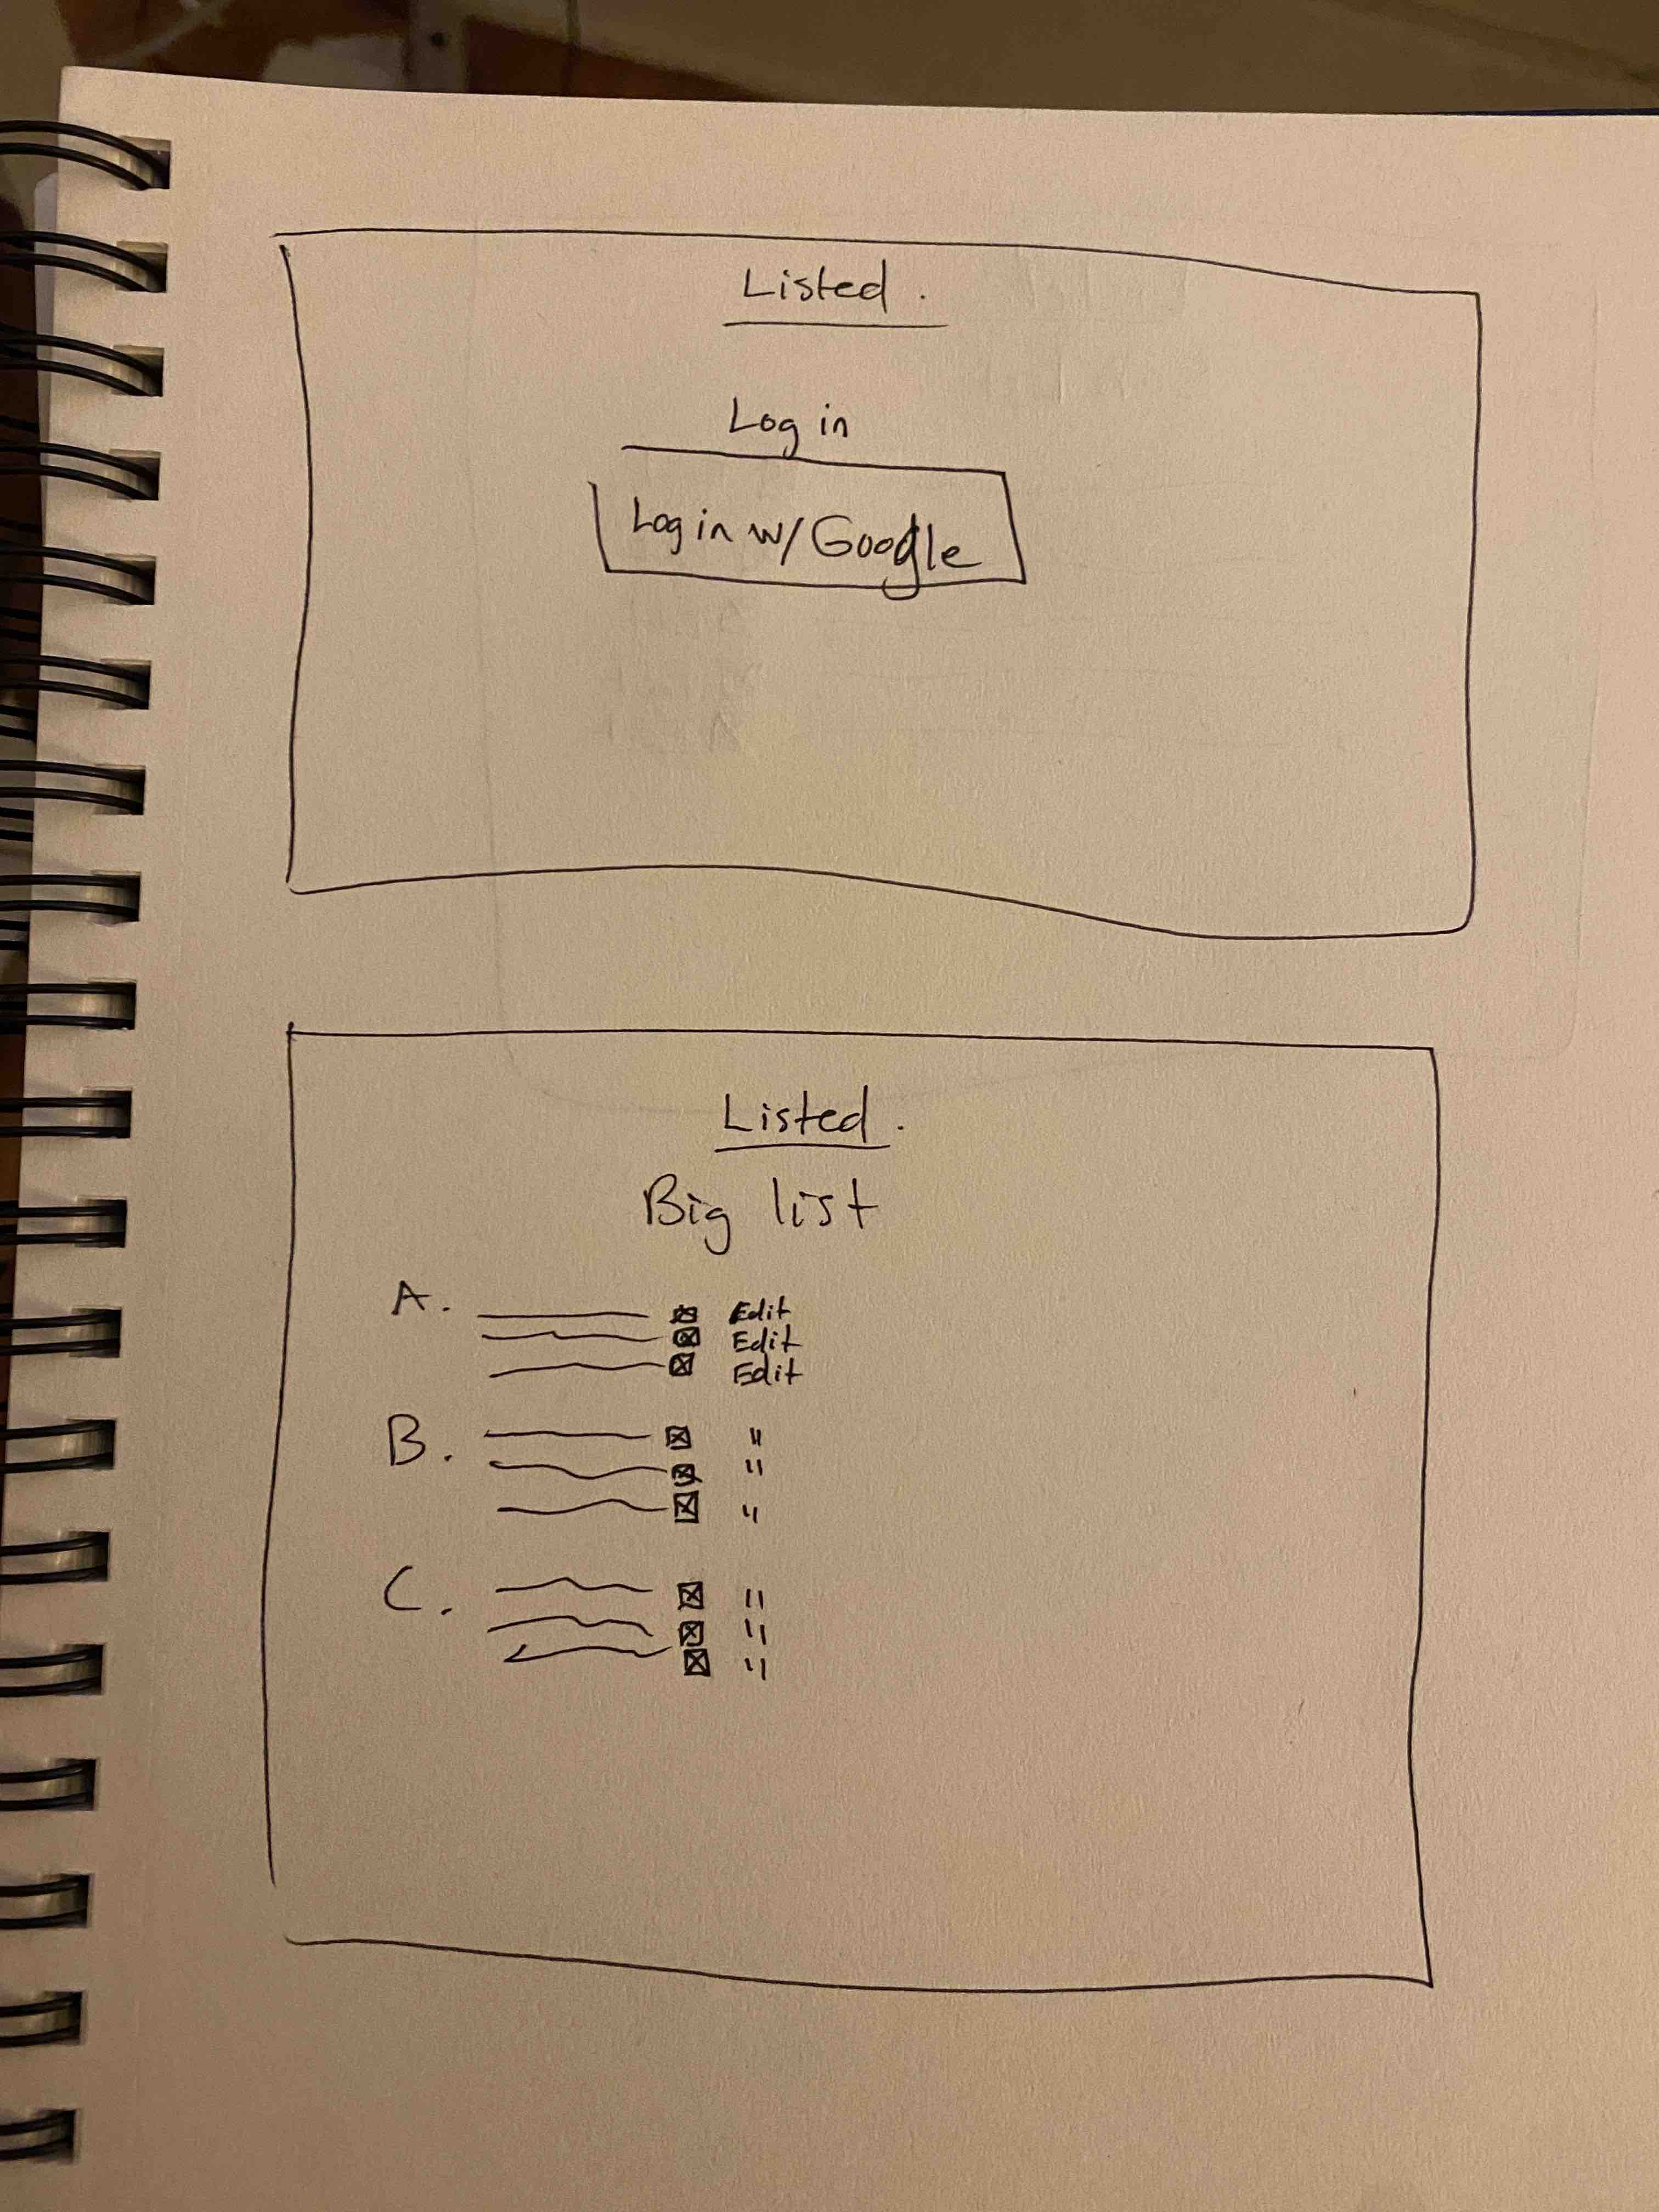 Listed.
Log in
Log in w/ Google
Listed.
Big list
A. Edit
Edit
Edit
B. "
"
"
C. "
"
"